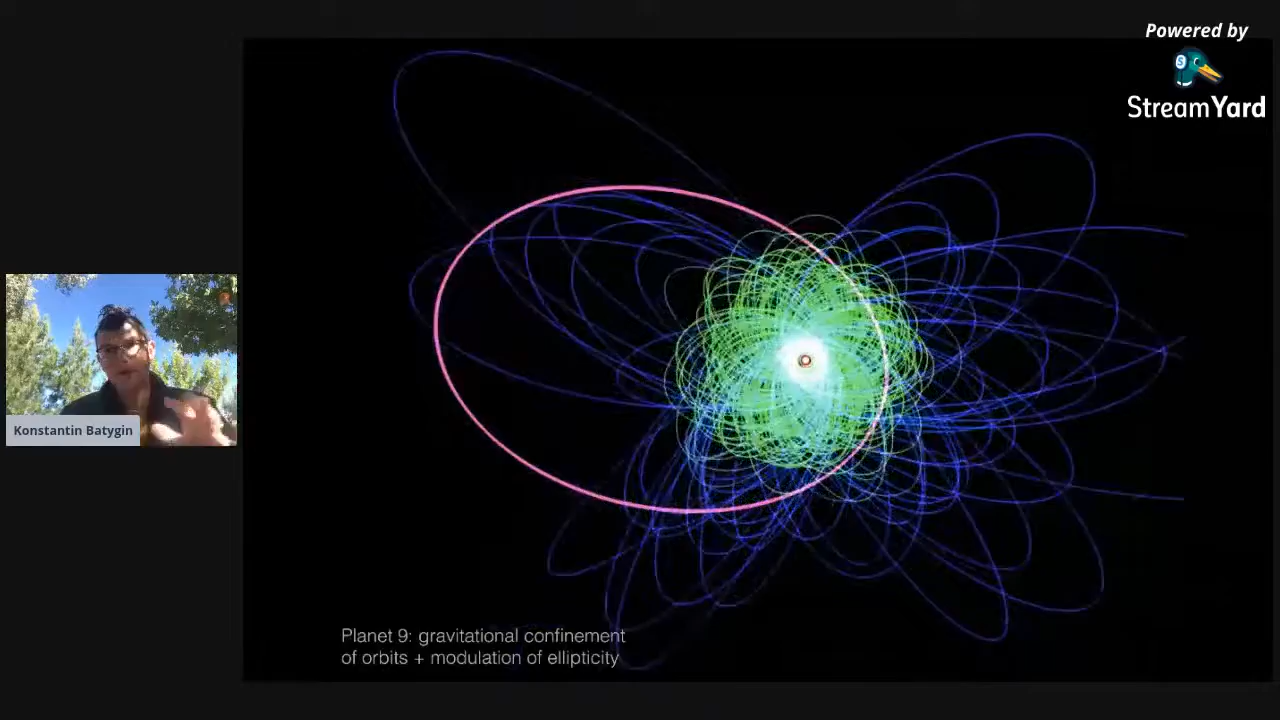 Powered by
StreamYard
Konstantin Batygin
Planet 9: gravitational confinement
of orbits + modulation of ellipticity